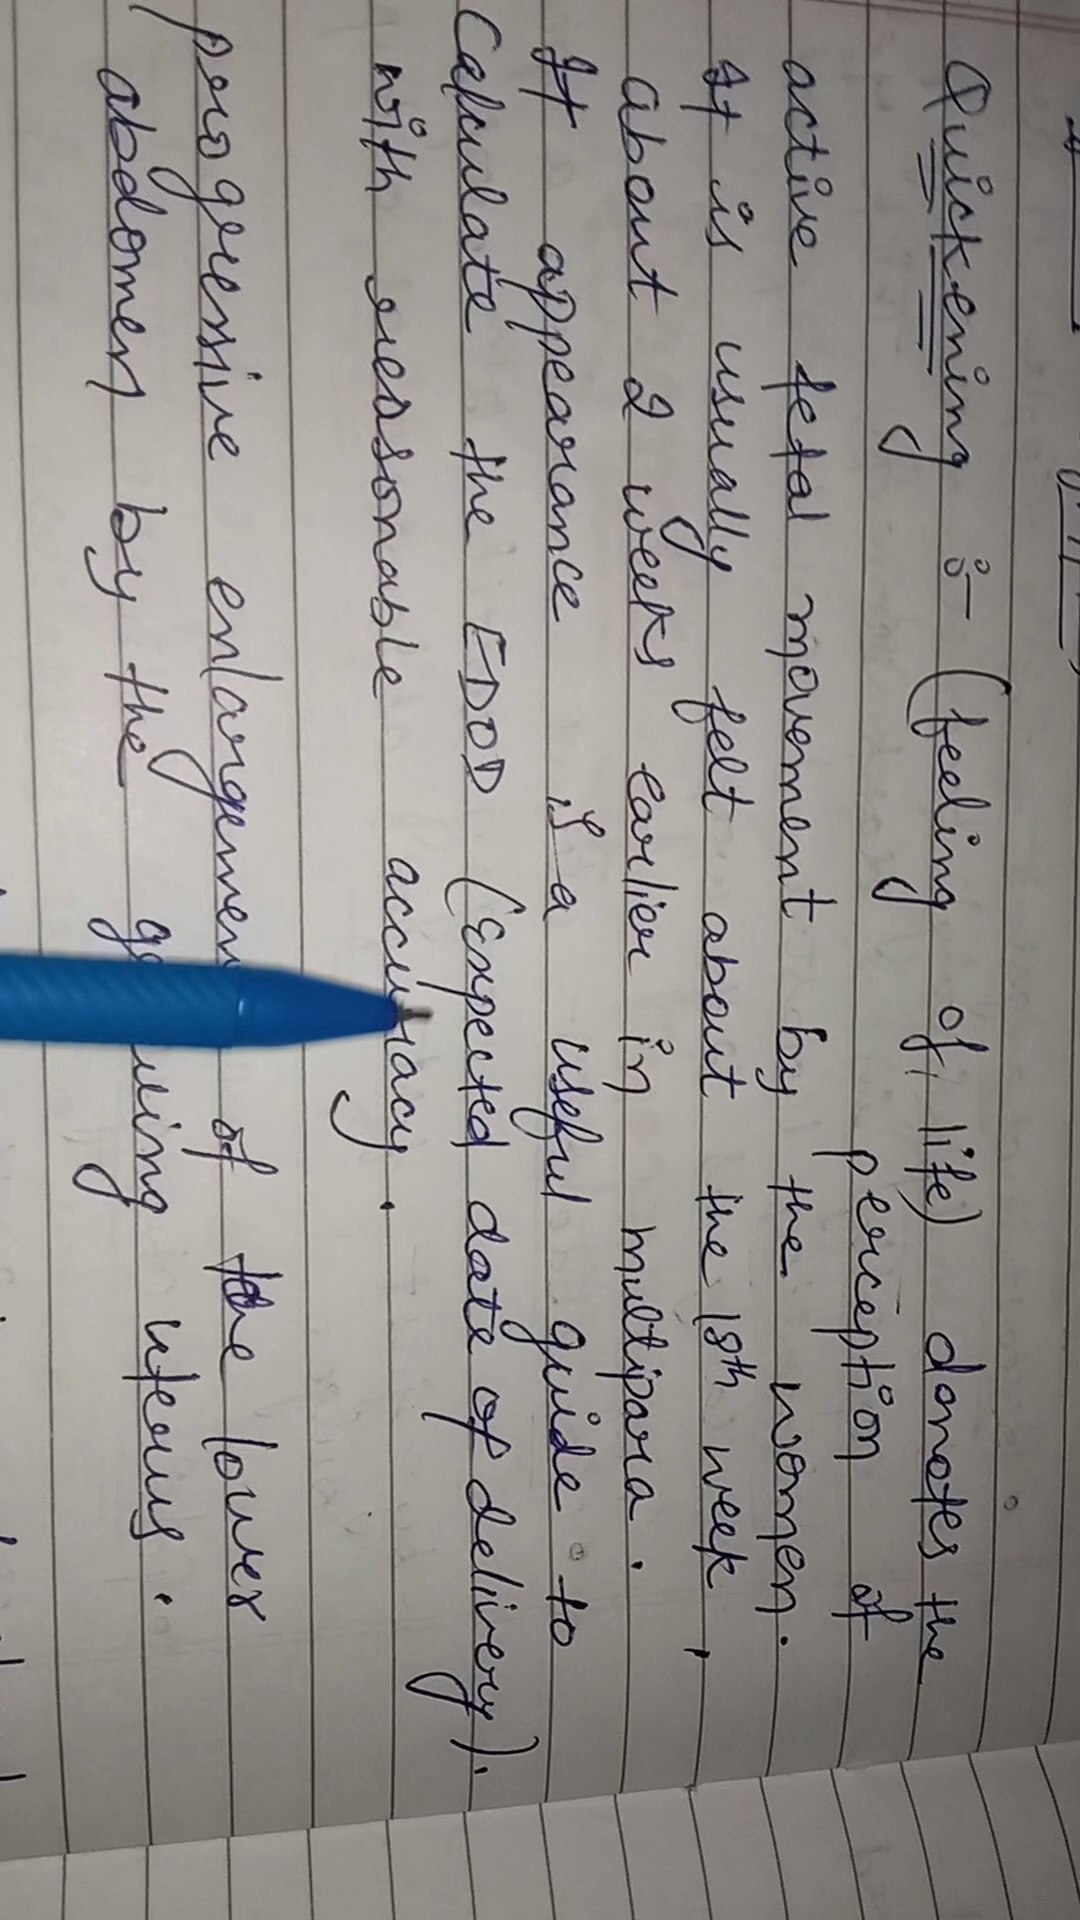 Quickening :- (feeling of life) donotes the
perception of
active fetal movement by the women.
It is usually felt about the 18th week,
about 2 weeks earlier in multipara.
It appearance is a useful guide to
Calculate the EDOD (Expected date of delivery).
with reasonable accuracy.
progressive enlargement of the lower
abdomen by the uterus.